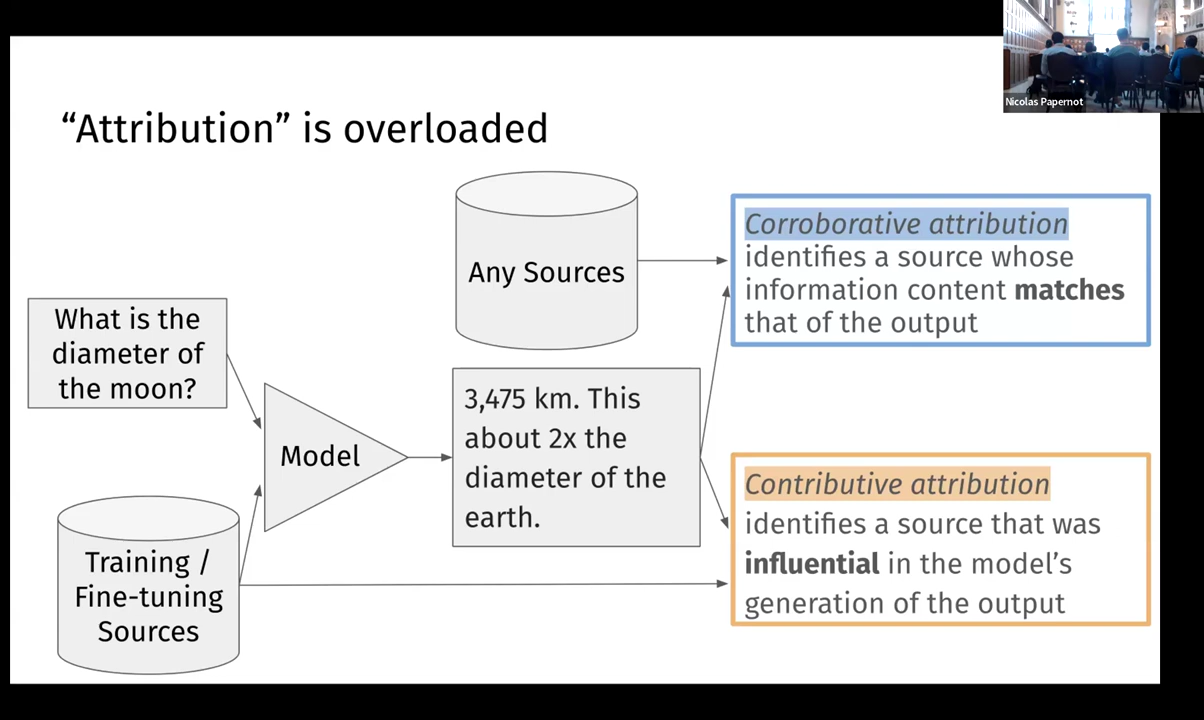 Nicolas Papernot
“Attribution” is overloaded
Any Sources
Corroborative attribution
identifies a source whose
information content matches
that of the output
What is the
diameter of
the moon?
Model
3,475 km. This
about 2x the
diameter of the
earth.
Training /
Fine-tuning
Sources
Contributive attribution
identifies a source that was
influential in the model’s
generation of the output